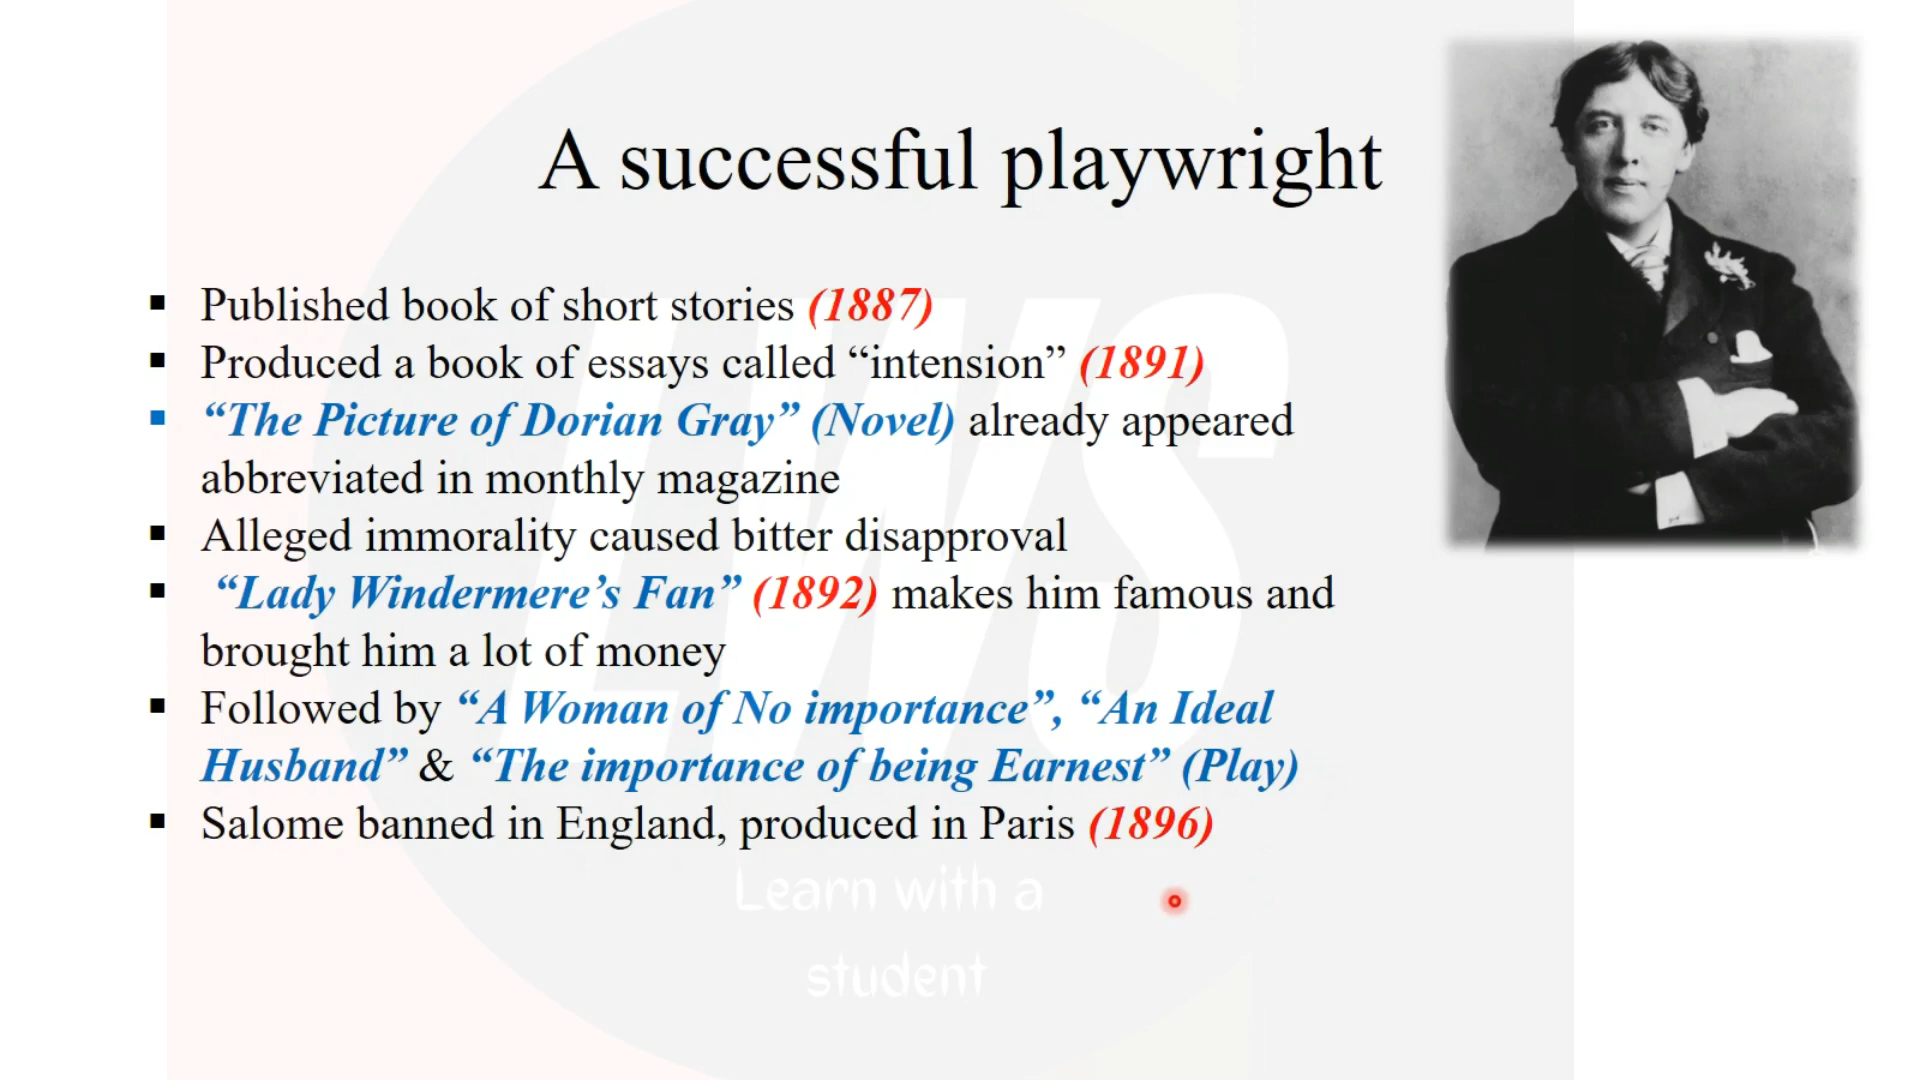 A successful playwright
▪ Published book of short stories (1887)
▪ Produced a book of essays called “intension” (1891)
▪ “The Picture of Dorian Gray” (Novel) already appeared
abbreviated in monthly magazine
▪ Alleged immorality caused bitter disapproval
▪ “Lady Windermere’s Fan” (1892) makes him famous and
brought him a lot of money
▪ Followed by “A Woman of No importance”, “An Ideal
Husband” & “The importance of being Earnest” (Play)
▪ Salome banned in England, produced in Paris (1896)
LWS
Learn with a
student